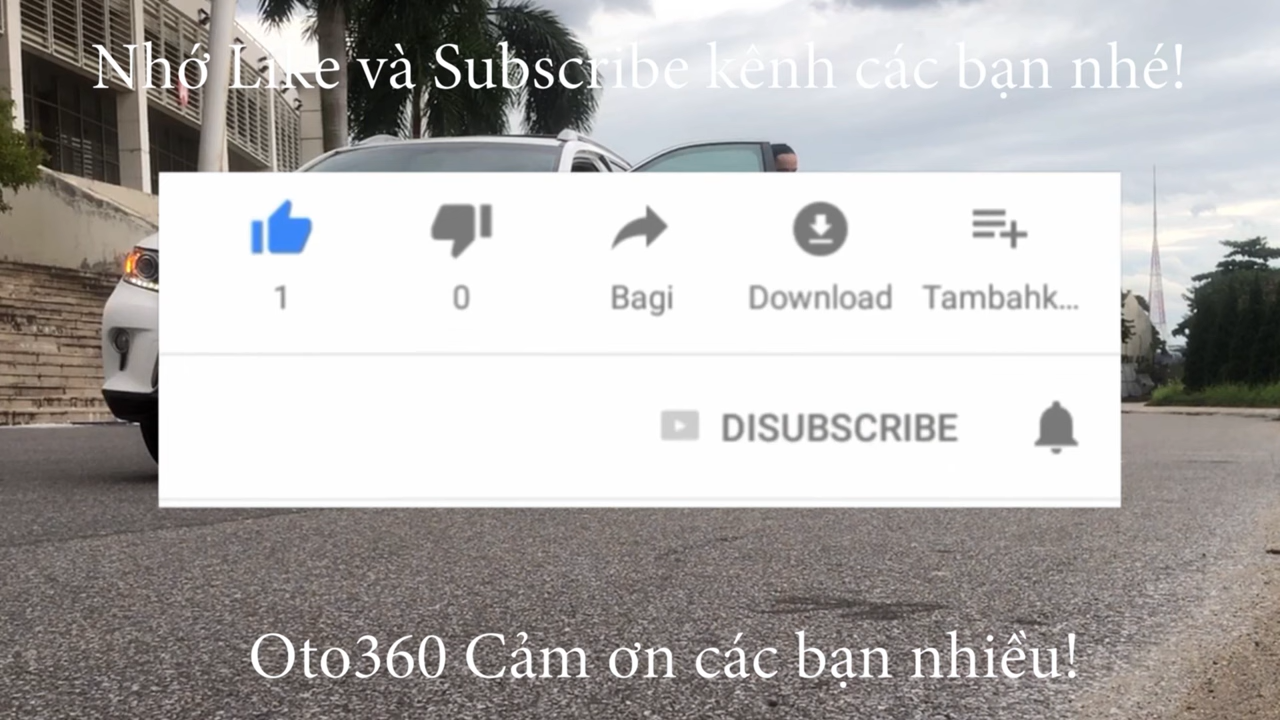 Nhớ Like và Subscribe kênh các bạn nhé!
1 0 Bagi Download Tambahk...
DISUBSCRIBE
Oto360 Cảm ơn các bạn nhiều!